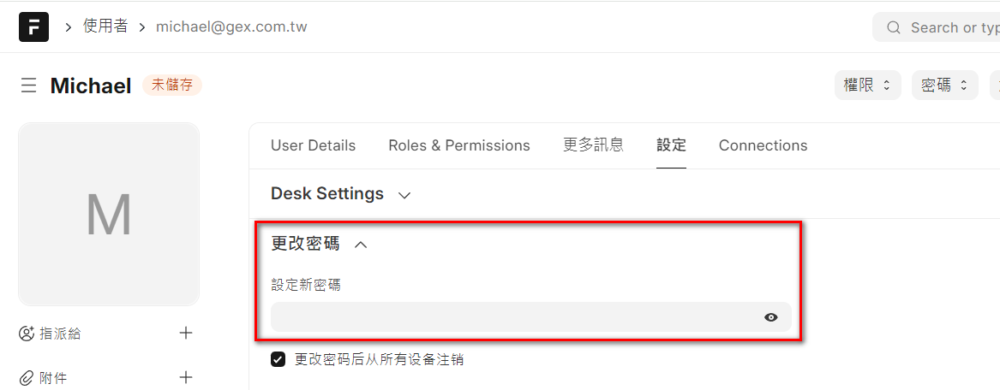 使用者 michael@gex.com.tw
Search or typ
Michael 未儲存
權限 密碼
M
User Details Roles & Permissions 更多訊息 設定 Connections
Desk Settings
更改密碼
設定新密碼
更改密码后从所有设备注销
指派給
附件